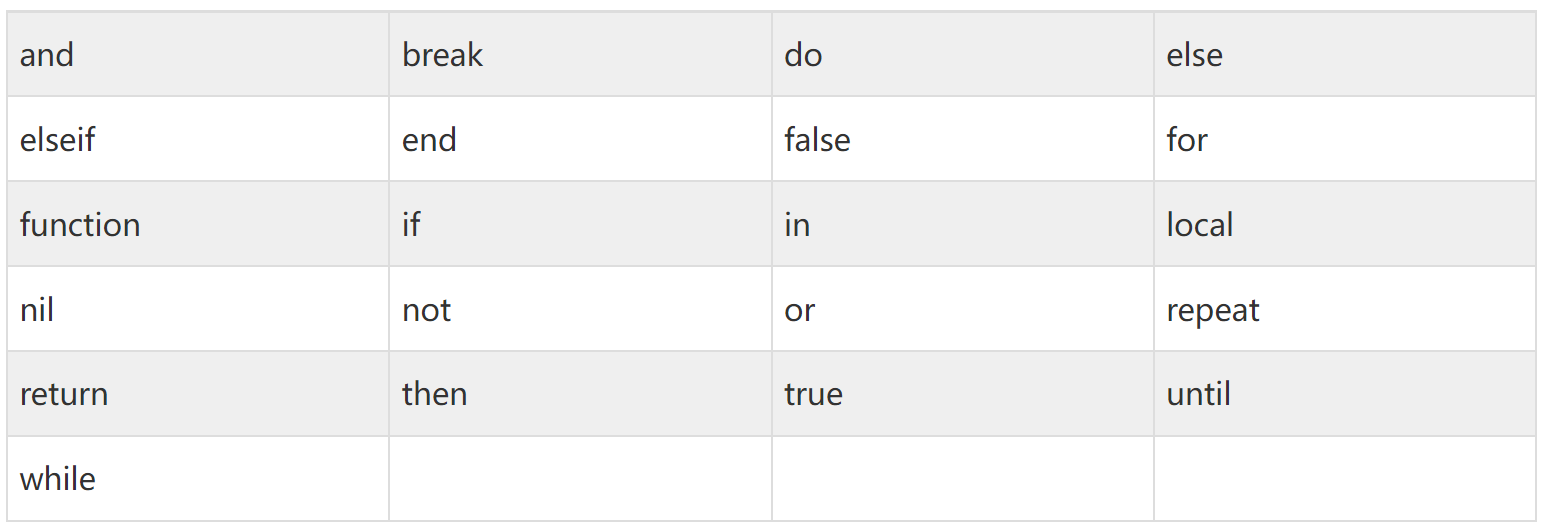 and break do else
elseif end false for
function if in local
nil not or repeat
return then true until
while